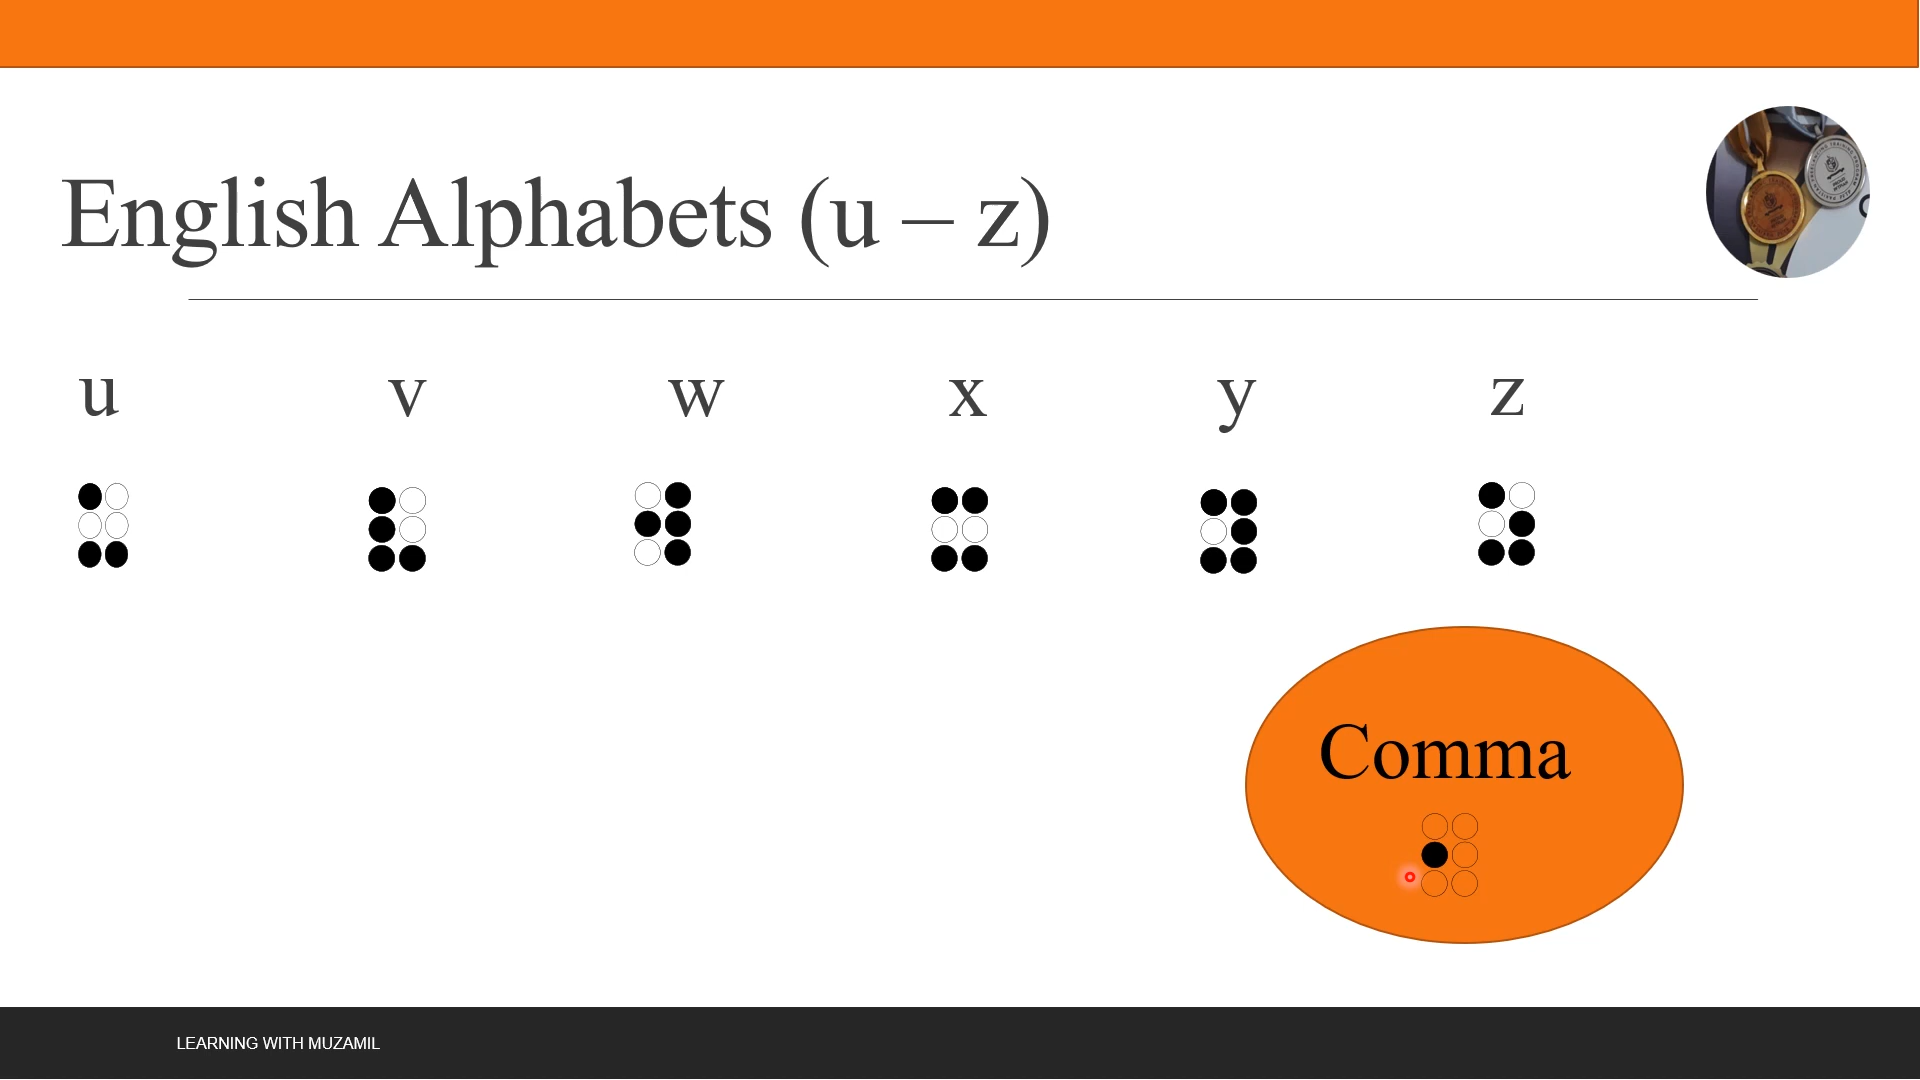 English Alphabets (u – z)
u v w x y z
⠥ ⠧ ⠺ ⠭ ⠽ ⠵
Comma
⠂
LEARNING WITH MUZAMIL